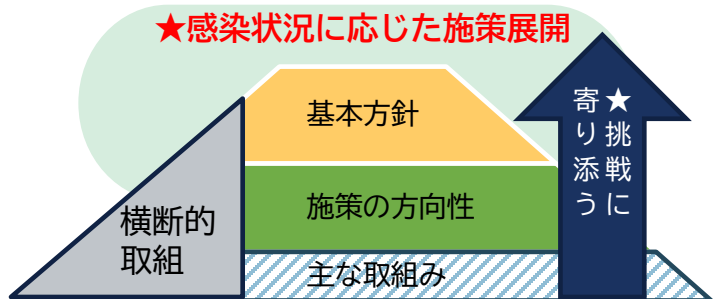 ★感染状況に応じた施策展開
基本方針
施策の方向性
主な取組み
横断的
取組
★挑戦に
寄り添う